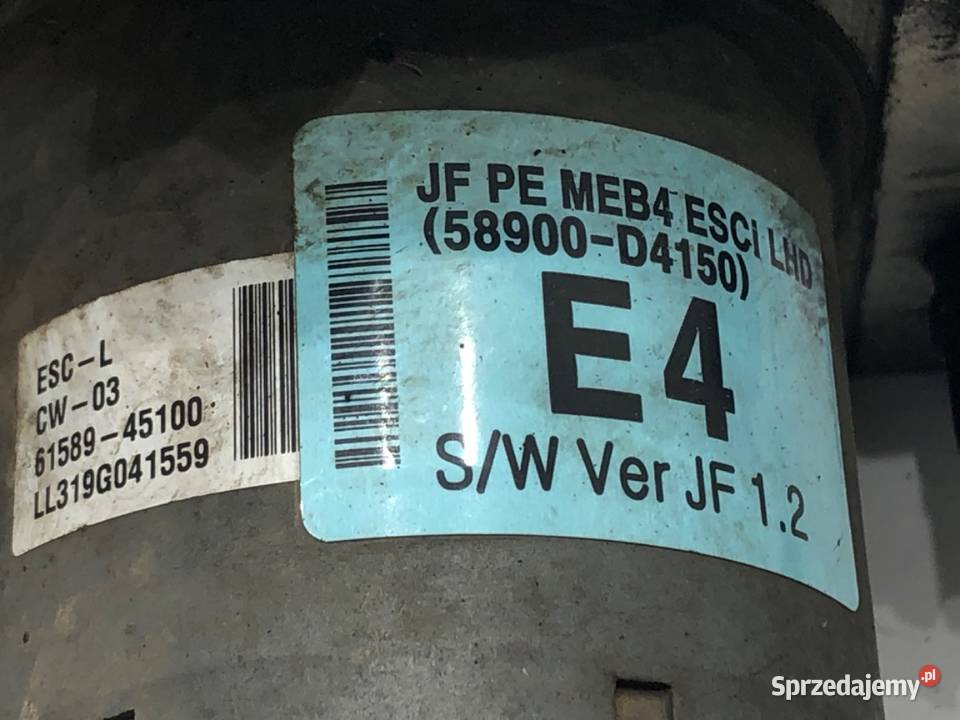 JF PE MEB4 ESCi LHD
(58900-D4150)
E4
S/W Ver JF 1.2
ESC-L
CW-03
61589-45100
LL319G041559
Sprzedajemy.pl